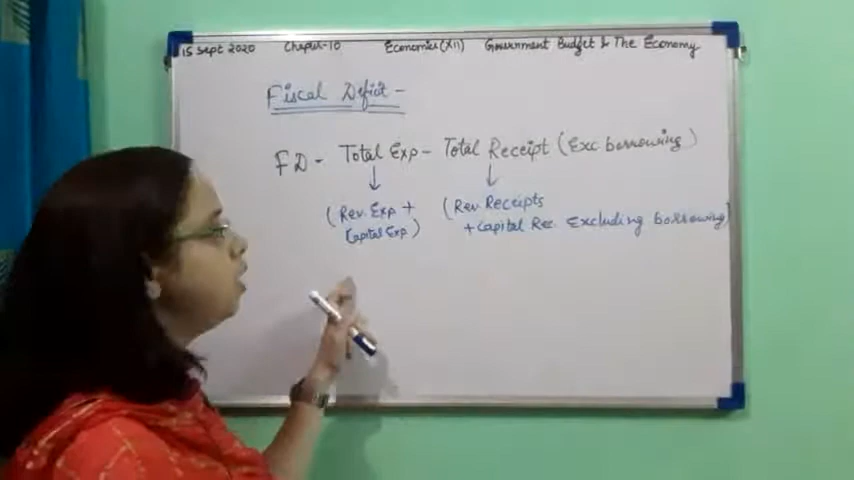 15 Sept 2020 Chapter-10 Economics (XII) Government Budget & The Economy
Fiscal Deficit -
FD - Total Exp - Total Receipt (Exc borrowing)
(Rev. Exp + Capital Exp)
(Rev. Receipts + Capital Rec. Excluding borrowing)